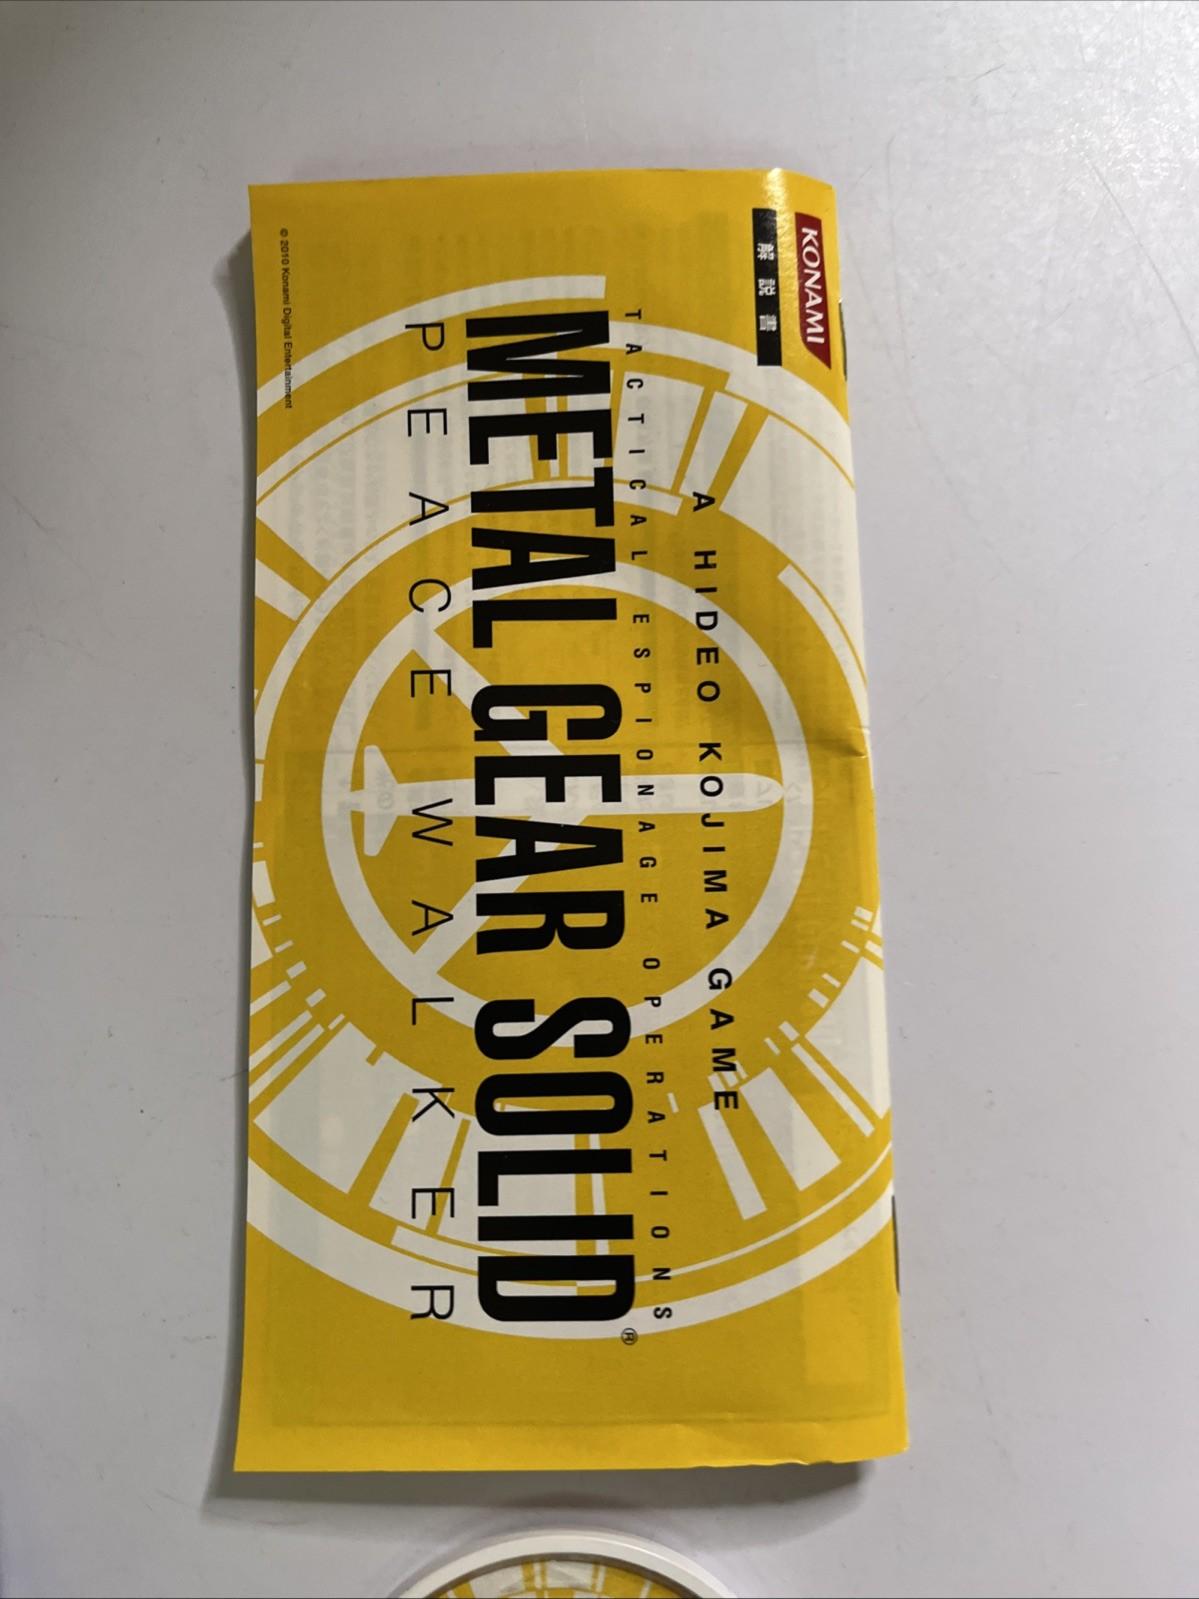 KONAMI
解説書
A HIDEO KOJIMA GAME
TACTICAL ESPIONAGE OPERATIONS
METAL GEAR SOLID®
PEACE WALKER
© 2010 Konami Digital Entertainment